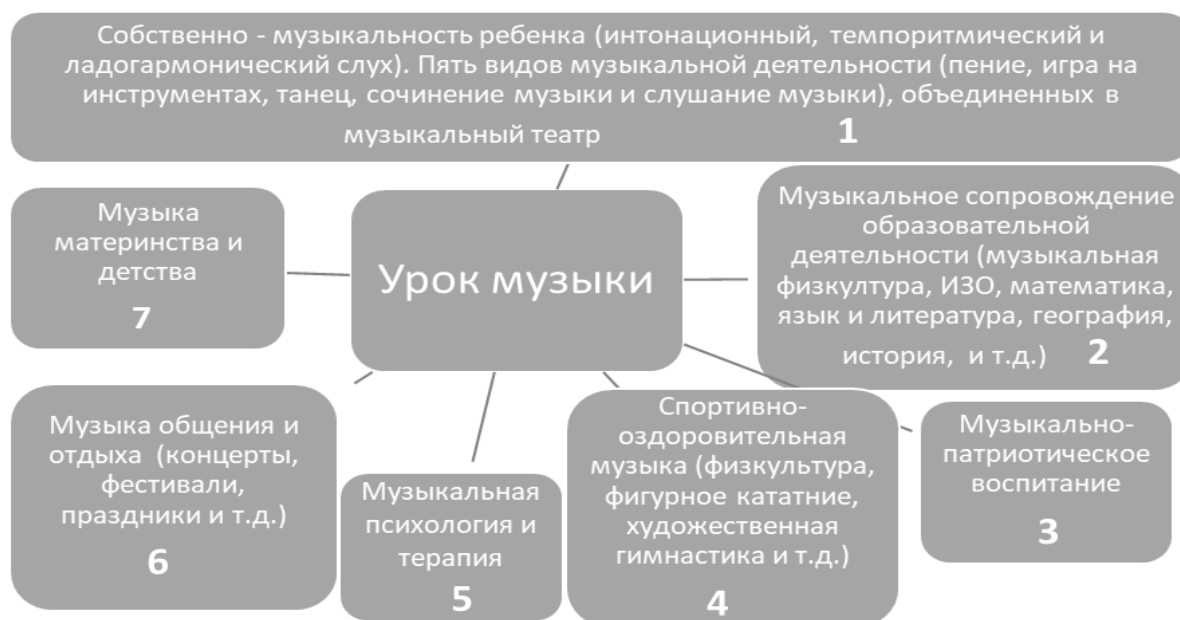 Собственно - музыкальность ребенка (интонационный, темпоритмический и
ладогармонический слух). Пять видов музыкальной деятельности (пение, игра на
инструментах, танец, сочинение музыки и слушание музыки), объединенных в
музыкальный театр 1
Урок музыки
Музыкальное сопровождение
образовательной
деятельности (музыкальная
физкултура, ИЗО, математика,
язык и литература, география,
история, и т.д.) 2
Музыкально-
патриотическое
воспитание
3
Спортивно-
оздоровительная
музыка (физкультура,
фигурное кататние,
художественная
гимнастика и т.д.)
4
Музыкальная
психология и
терапия
5
Музыка общения и
отдыха (концерты,
фестивали,
праздники и т.д.)
6
Музыка
материнства и
детства
7